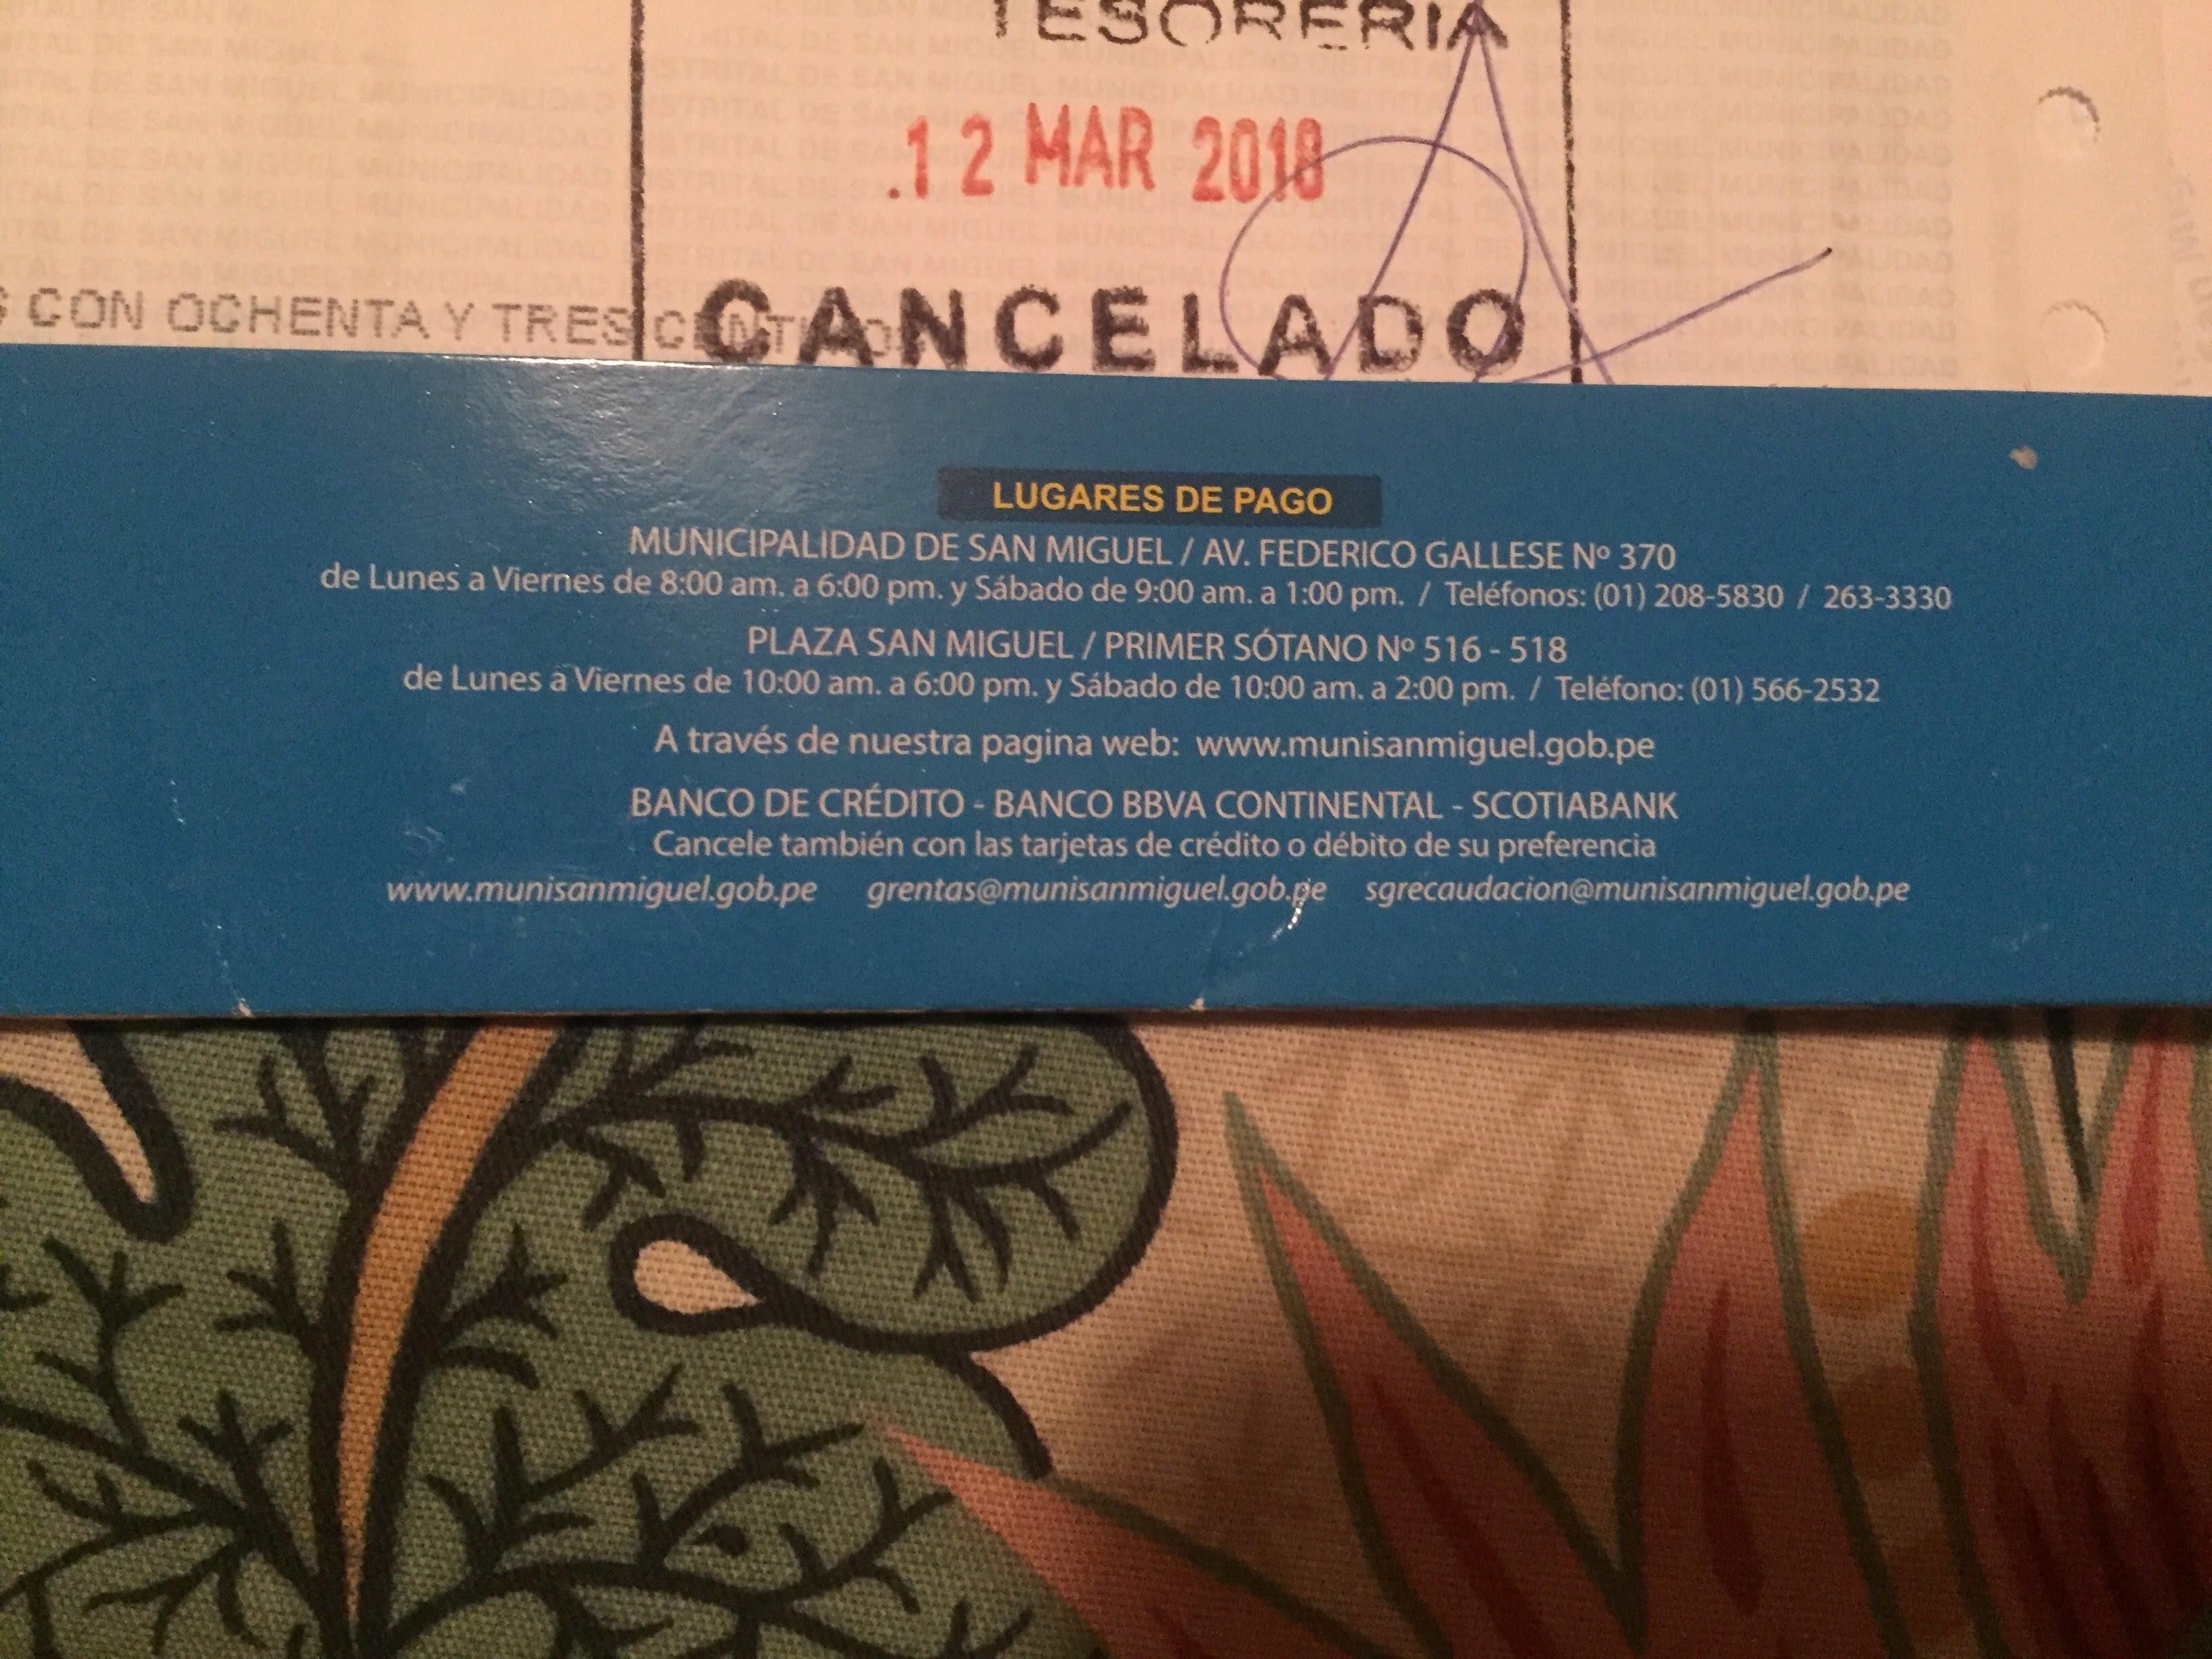 TESORERIA
.1 2 MAR 2018
CON OCHENTA Y TRES
CANCELADO
LUGARES DE PAGO
MUNICIPALIDAD DE SAN MIGUEL / AV. FEDERICO GALLESE Nº 370
de Lunes a Viernes de 8:00 am. a 6:00 pm. y Sábado de 9:00 am. a 1:00 pm. / Teléfonos: (01) 208-5830 / 263-3330
PLAZA SAN MIGUEL / PRIMER SÓTANO Nº 516 - 518
de Lunes a Viernes de 10:00 am. a 6:00 pm. y Sábado de 10:00 am. a 2:00 pm. / Teléfono: (01) 566-2532
A través de nuestra pagina web: www.munisanmiguel.gob.pe
BANCO DE CRÉDITO - BANCO BBVA CONTINENTAL - SCOTIABANK
Cancele también con las tarjetas de crédito o débito de su preferencia
www.munisanmiguel.gob.pe grentas@munisanmiguel.gob.pe sgrecaudacion@munisanmiguel.gob.pe